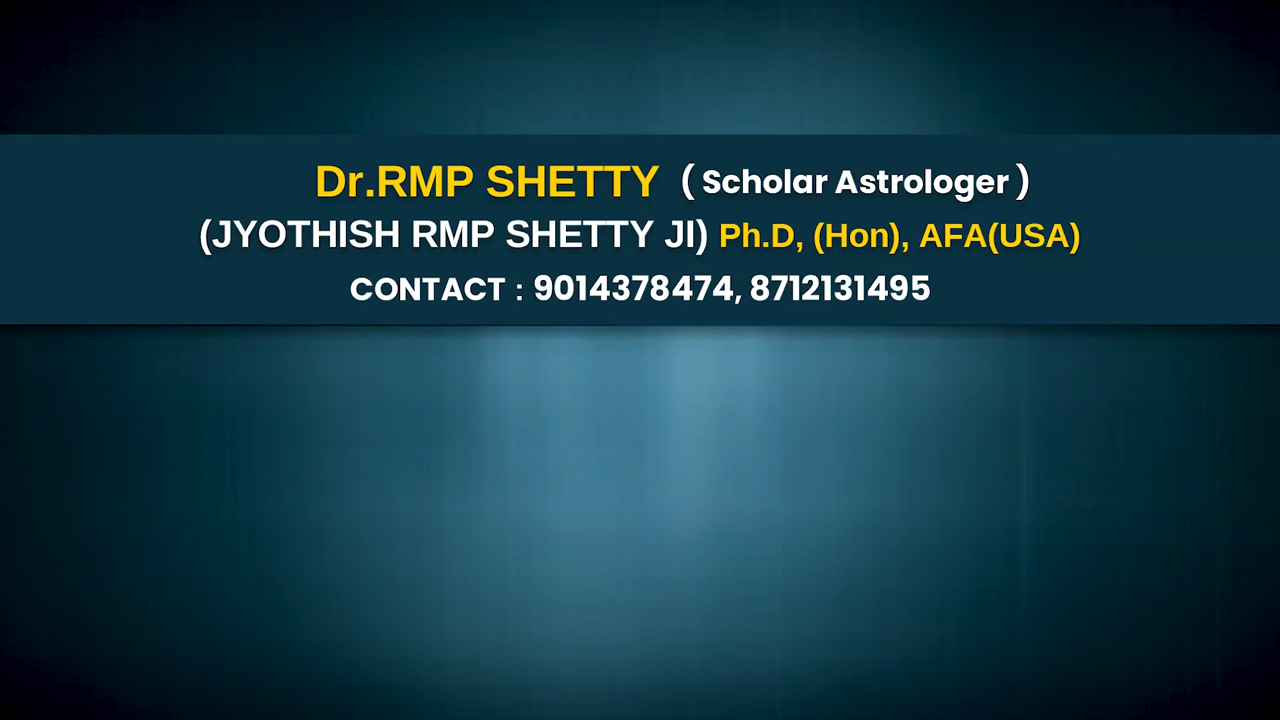 Dr.RMP SHETTY ( Scholar Astrologer )
(JYOTHISH RMP SHETTY JI) Ph.D, (Hon), AFA(USA)
CONTACT : 9014378474, 8712131495